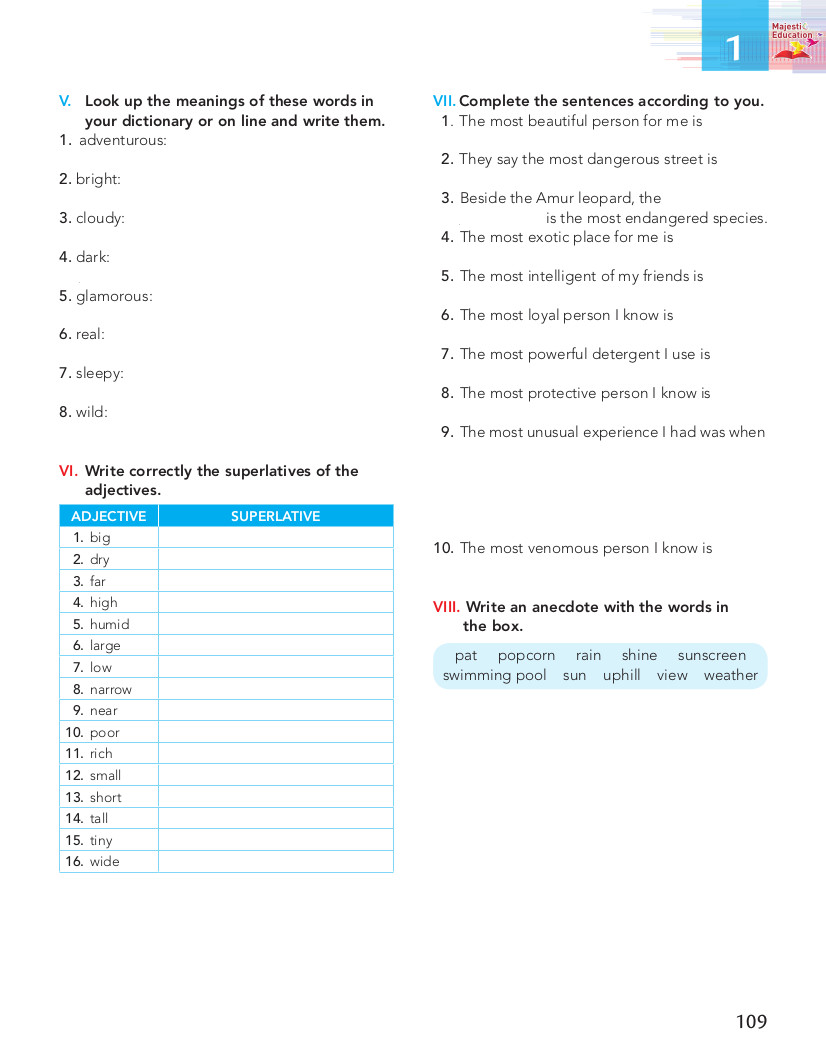 1
Majesti
Education
V. Look up the meanings of these words in
your dictionary or on line and write them.
1. adventurous:
2. bright:
3. cloudy:
4. dark:
5. glamorous:
6. real:
7. sleepy:
8. wild:
VI. Write correctly the superlatives of the
adjectives.
ADJECTIVE SUPERLATIVE
1. big
2. dry
3. far
4. high
5. humid
6. large
7. low
8. narrow
9. near
10. poor
11. rich
12. small
13. short
14. tall
15. tiny
16. wide
VII. Complete the sentences according to you.
1. The most beautiful person for me is
2. They say the most dangerous street is
3. Beside the Amur leopard, the
is the most endangered species.
4. The most exotic place for me is
5. The most intelligent of my friends is
6. The most loyal person I know is
7. The most powerful detergent I use is
8. The most protective person I know is
9. The most unusual experience I had was when
10. The most venomous person I know is
VIII. Write an anecdote with the words in
the box.
pat popcorn rain shine sunscreen
swimming pool sun uphill view weather
109